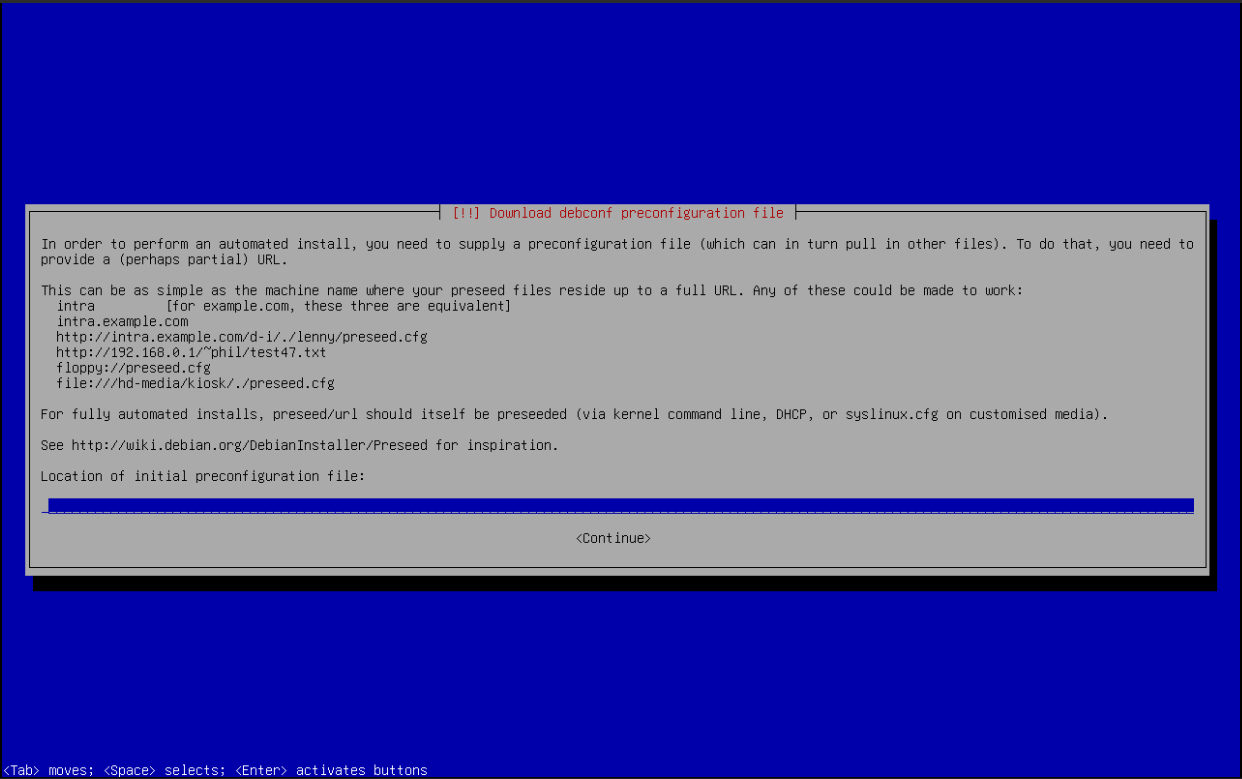 [!!] Download debconf preconfiguration file
In order to perform an automated install, you need to supply a preconfiguration file (which can in turn pull in other files). To do that, you need to
provide a (perhaps partial) URL.
This can be as simple as the machine name where your preseed files reside up to a full URL. Any of these could be made to work:
intra         [for example.com, these three are equivalent]
intra.example.com
http://intra.example.com/d-i/./lenny/preseed.cfg
http://192.168.0.1/~phil/test47.txt
floppy://preseed.cfg
file:///hd-media/kiosk/./preseed.cfg
For fully automated installs, preseed/url should itself be preseeded (via kernel command line, DHCP, or syslinux.cfg on customised media).
See http://wiki.debian.org/DebianInstaller/Preseed for inspiration.
Location of initial preconfiguration file:
<Continue>
<Tab> moves; <Space> selects; <Enter> activates buttons